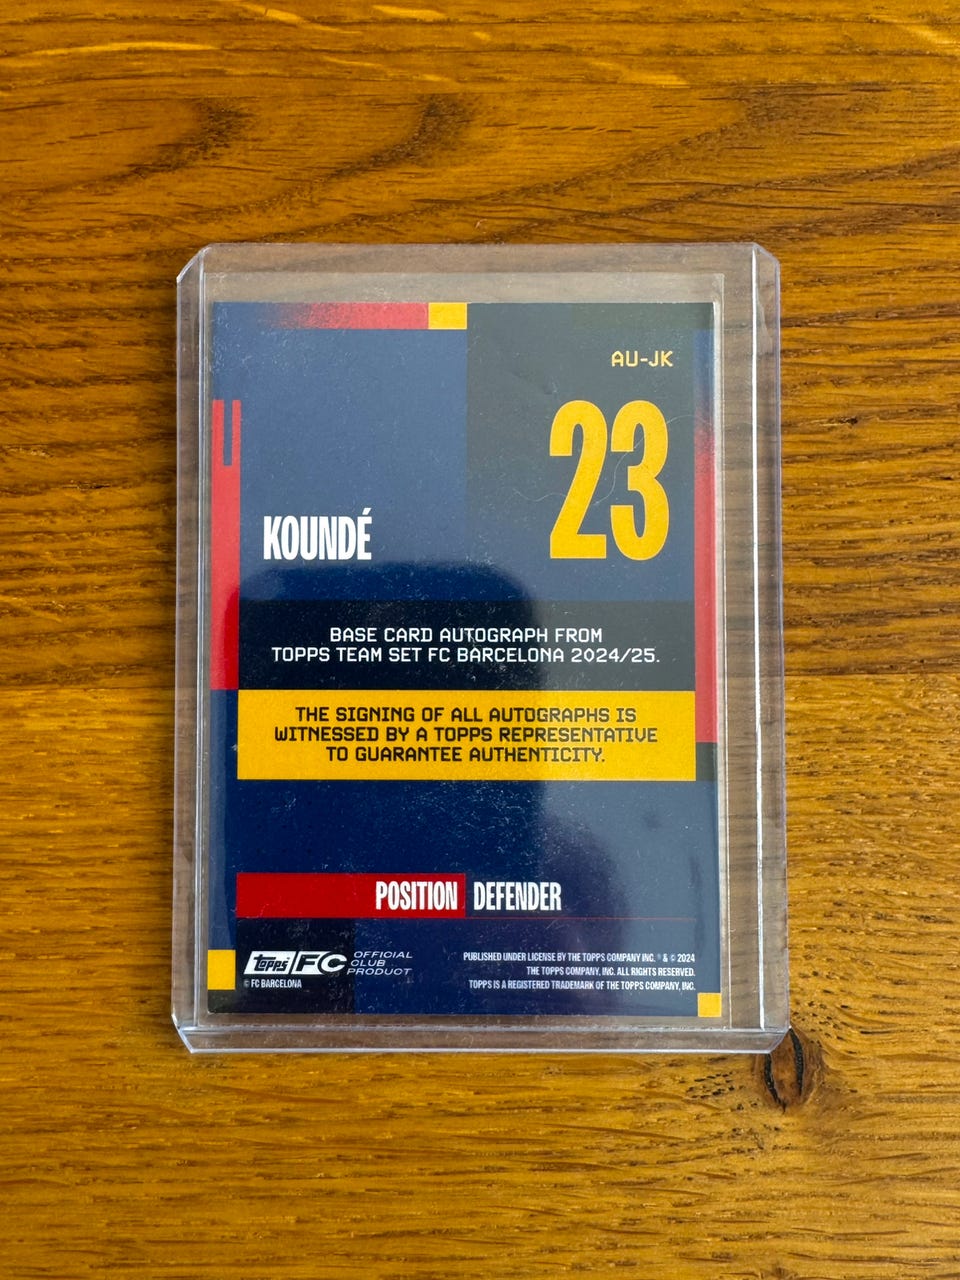 AU-JK
23
KOUNDÉ
BASE CARD AUTOGRAPH FROM
TOPPS TEAM SET FC BARCELONA 2024/25.
THE SIGNING OF ALL AUTOGRAPHS IS
WITNESSED BY A TOPPS REPRESENTATIVE
TO GUARANTEE AUTHENTICITY.
POSITION DEFENDER
topps FC OFFICIAL
CLUB
PRODUCT
© FC BARCELONA
PUBLISHED UNDER LICENSE BY THE TOPPS COMPANY INC. ® & © 2024
THE TOPPS COMPANY, INC. ALL RIGHTS RESERVED.
TOPPS IS A REGISTERED TRADEMARK OF THE TOPPS COMPANY, INC.